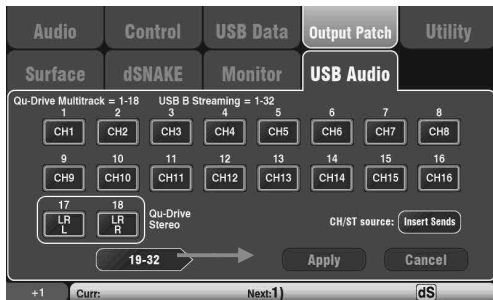 Audio Control USB Data Output Patch Utility
Surface dSNAKE Monitor USB Audio
Qu-Drive Multitrack = 1-18 USB B Streaming = 1-32
1 2 3 4 5 6 7 8
CH1 CH2 CH3 CH4 CH5 CH6 CH7 CH8
9 10 11 12 13 14 15 16
CH9 CH10 CH11 CH12 CH13 CH14 CH15 CH16
17 18
LR L LR R Qu-Drive Stereo CH/ST source: Insert Sends
19-32 Apply Cancel
+1 Curr: Next:1) dS